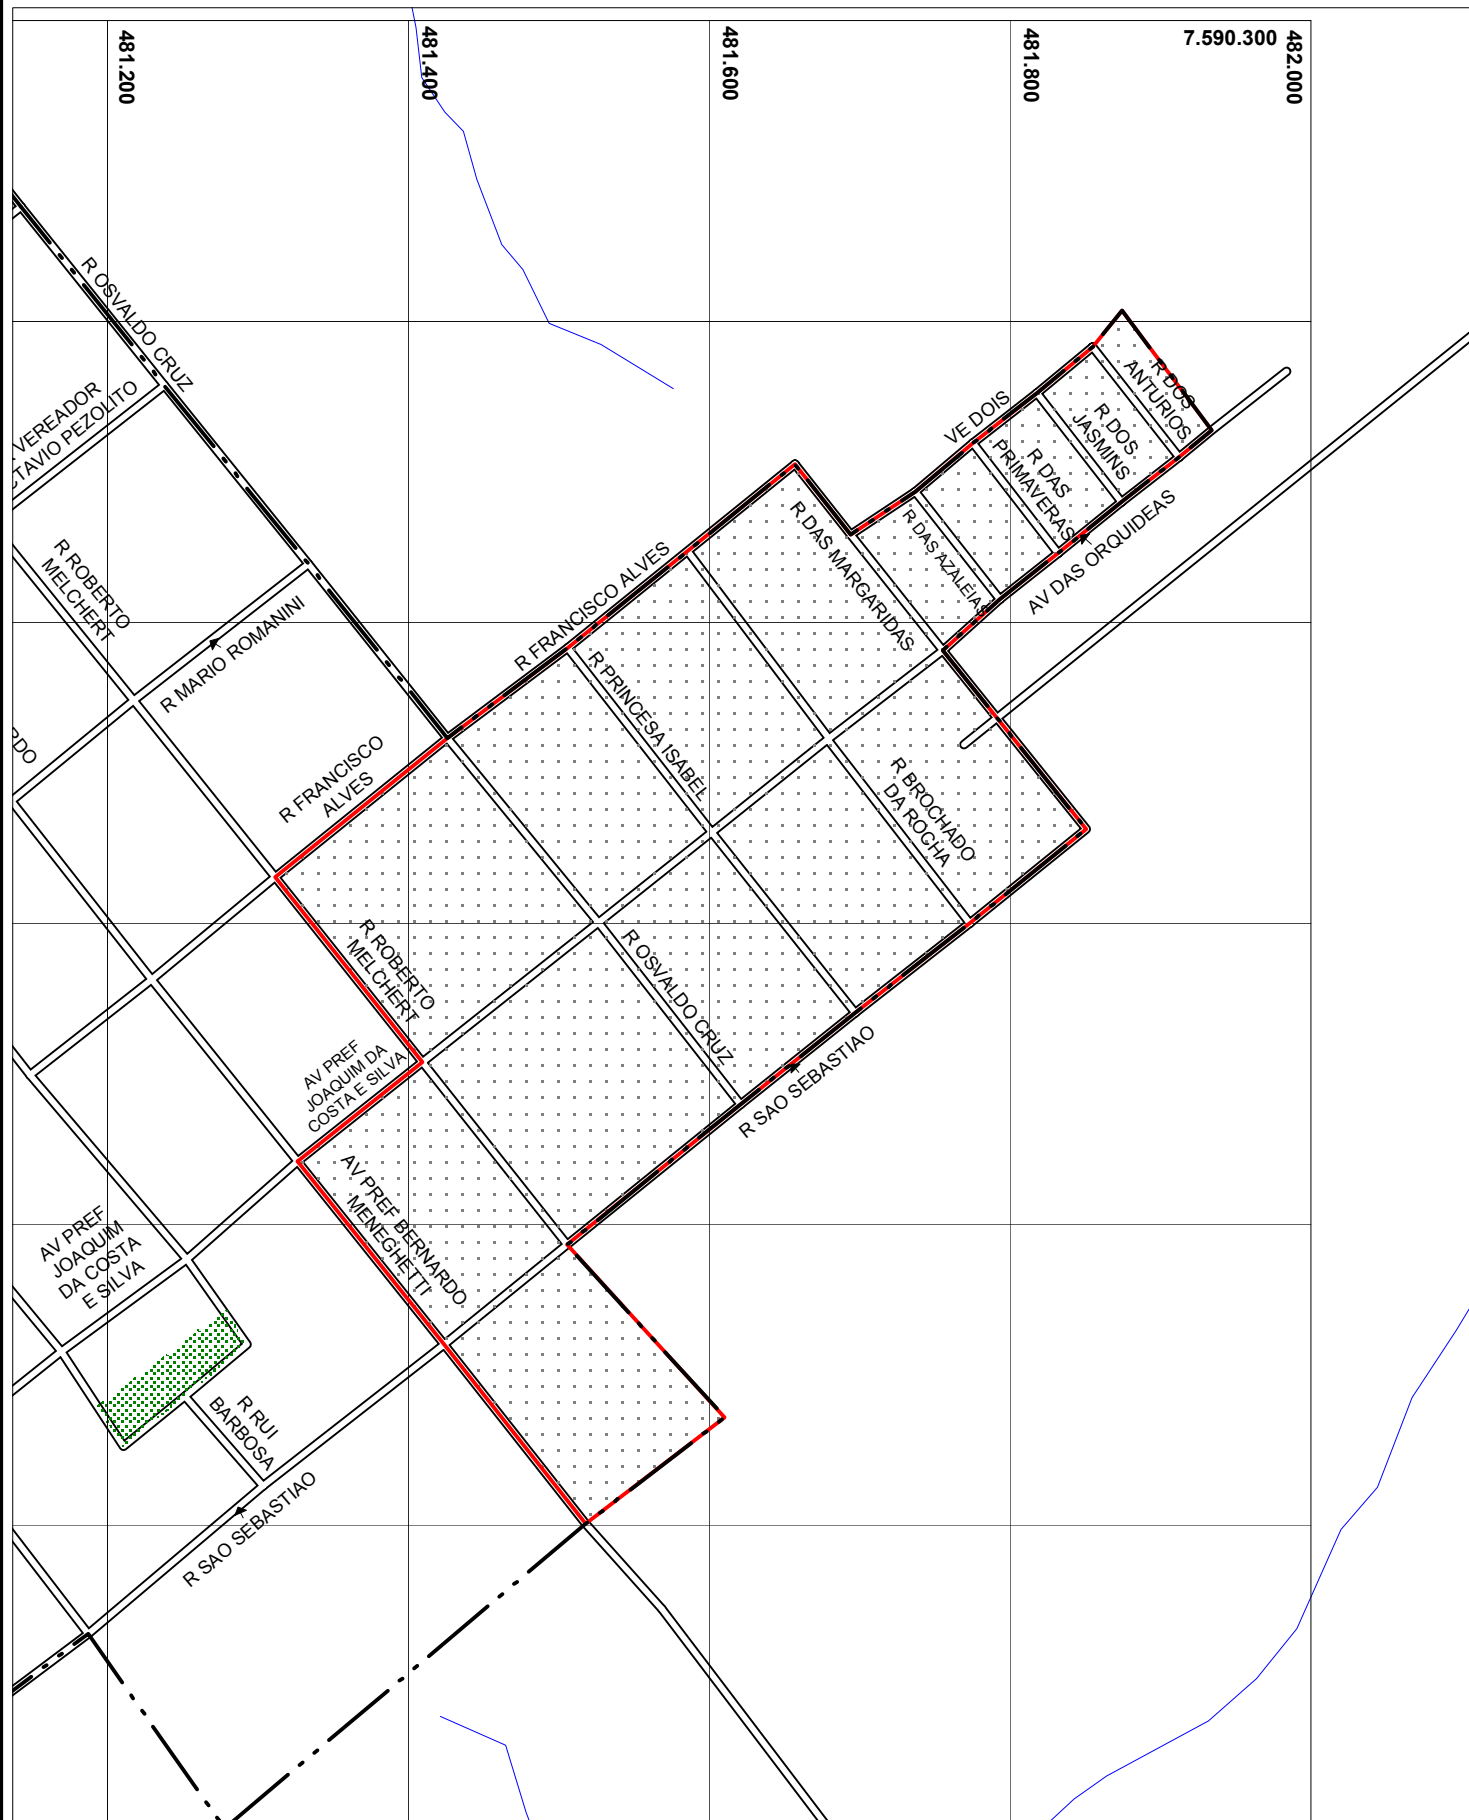 481.200
481.400
481.600
481.800
7.590.300
482.000
R OSVALDO CRUZ
VEREADOR
PEZOLITO
R ROBERTO
MELCHERT
R MARIO ROMANINI
R FRANCISCO
ALVES
R FRANCISCO ALVES
R PRINCESA ISABEL
R DAS MARGARIDAS
VE DOIS
R DOS
ANTURIOS
R DOS
JASMINS
R DAS
PRIMAVERAS
R DAS AZALEIAS
AV DAS ORQUIDEAS
R BROCHADO
DA ROCHA
R ROBERTO
MELCHERT
R OSVALDO CRUZ
R SAO SEBASTIAO
AV PREF
JOAQUIM DA
COSTA E SILVA
AV PREF BERNARDO
MENEGHETTI
AV PREF
JOAQUIM
DA COSTA
E SILVA
R RUI
BARBOSA
R SAO SEBASTIAO